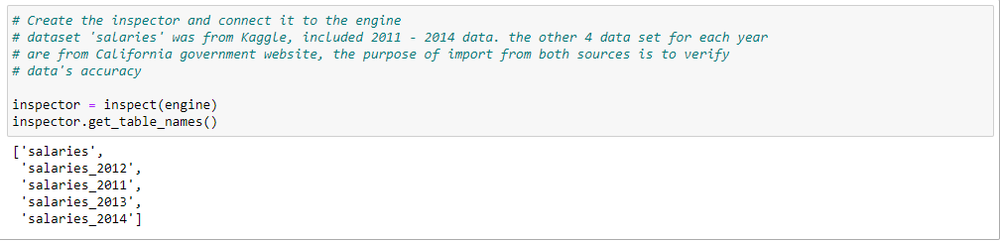 # Create the inspector and connect it to the engine
# dataset 'salaries' was from Kaggle, included 2011 - 2014 data. the other 4 data set for each year
# are from California government website, the purpose of import from both sources is to verify
# data's accuracy
inspector = inspect(engine)
inspector.get_table_names()
['salaries',
 'salaries_2012',
 'salaries_2011',
 'salaries_2013',
 'salaries_2014']